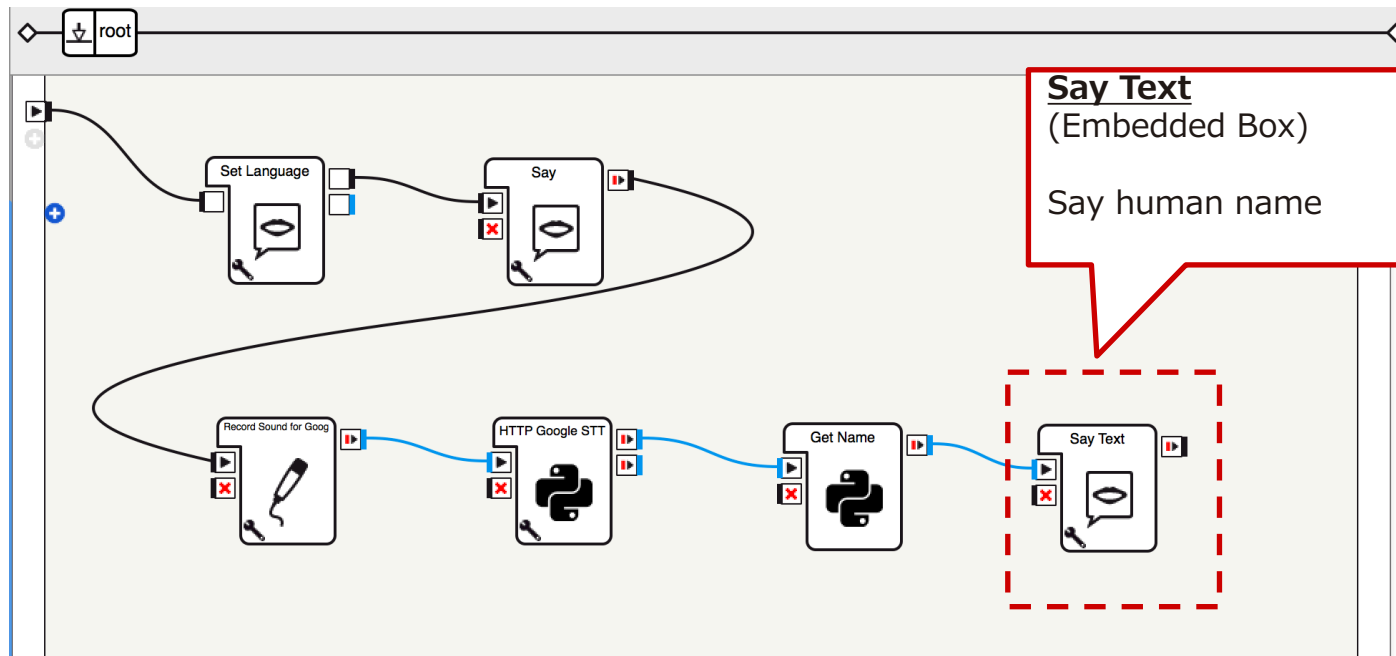 root
Say Text
(Embedded Box)
Say human name
Set Language
Say
Record Sound for Goog
HTTP Google STT
Get Name
Say Text